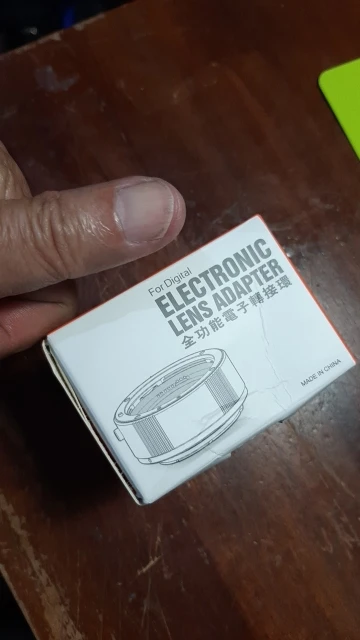 For Digital
ELECTRONIC
LENS ADAPTER
全功能電子轉接環
MADE IN CHINA